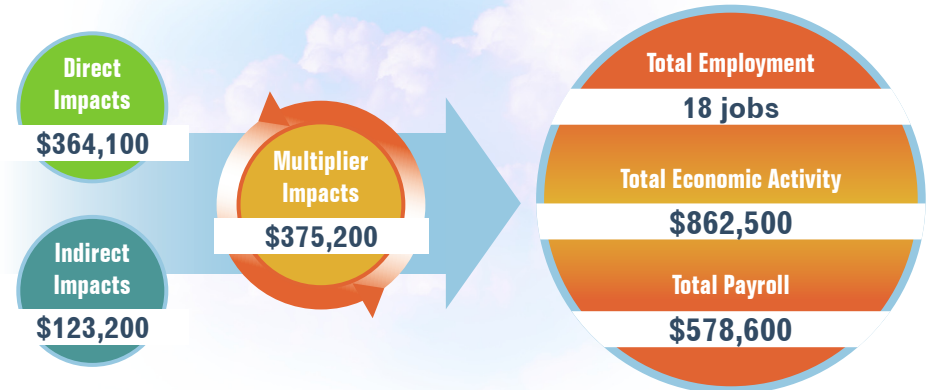 Direct
Impacts
$364,100
Indirect
Impacts
$123,200
Multiplier
Impacts
$375,200
Total Employment
18 jobs
Total Economic Activity
$862,500
Total Payroll
$578,600